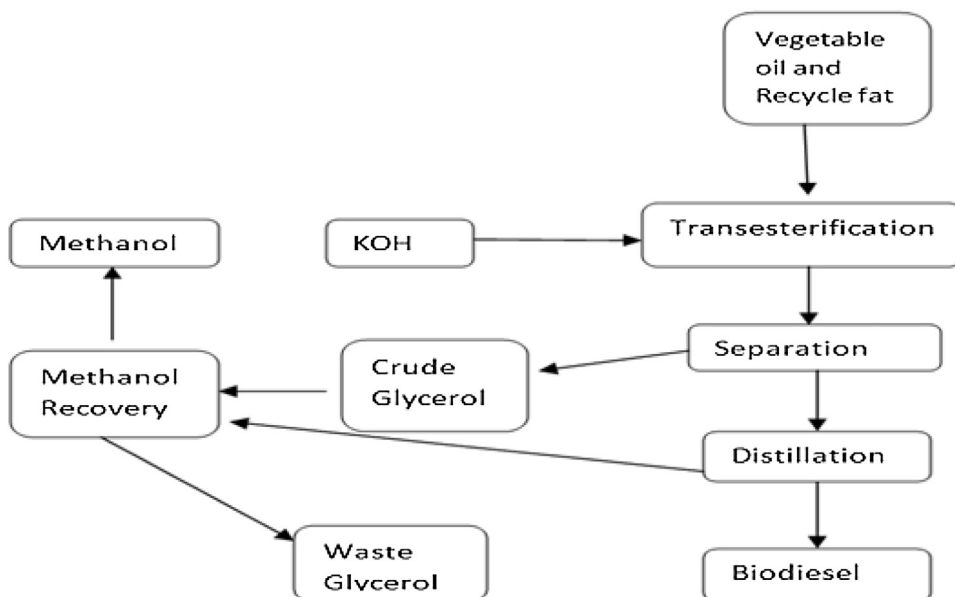 Vegetable
oil and
Recycle fat
Methanol
KOH
Transesterification
Separation
Crude
Glycerol
Methanol
Recovery
Distillation
Waste
Glycerol
Biodiesel